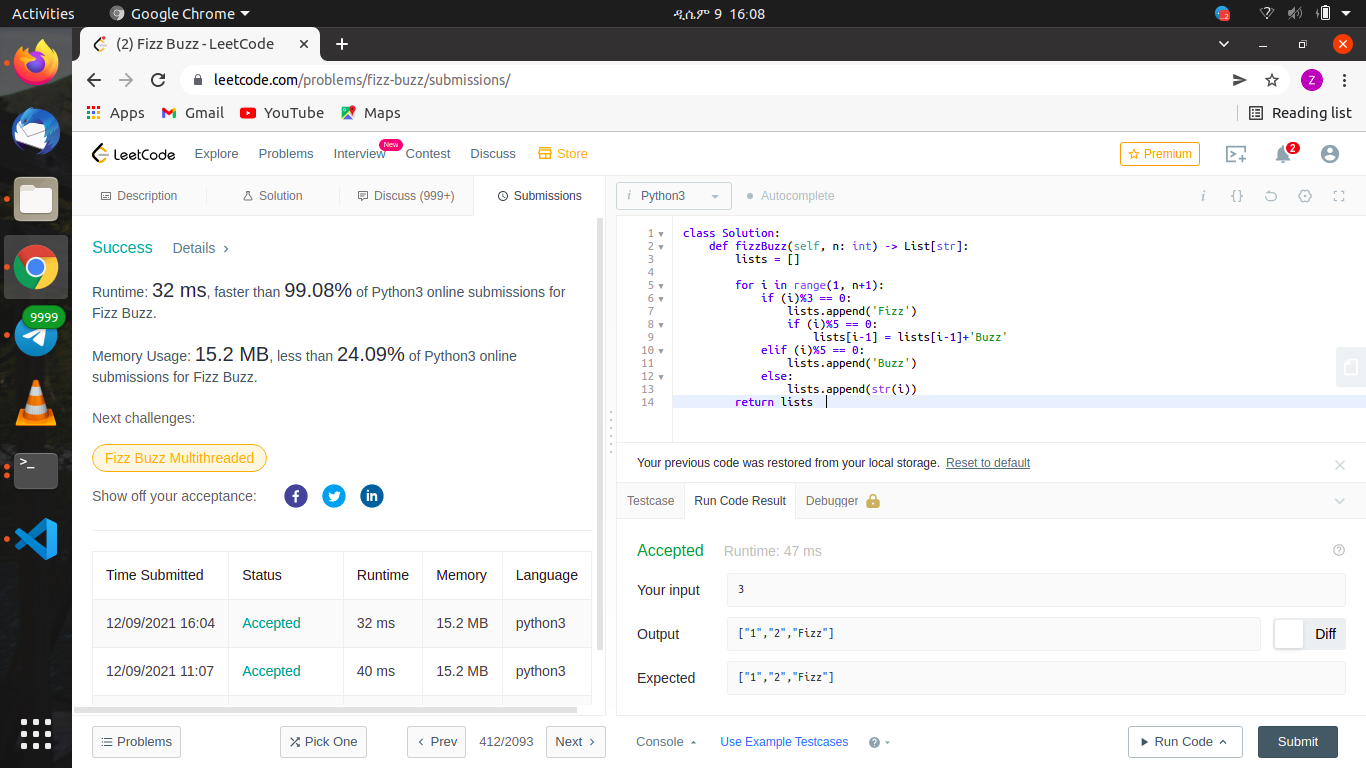 Activities
Google Chrome
ዲሴም 9 16:08
(2) Fizz Buzz - LeetCode
leetcode.com/problems/fizz-buzz/submissions/
Z
Apps
Gmail
YouTube
Maps
Reading list
LeetCode
Explore
Problems
Interview
New
Contest
Discuss
Store
Premium
2
Description
Solution
Discuss (999+)
Submissions
Success
Details
Runtime: 32 ms, faster than 99.08% of Python3 online submissions for
Fizz Buzz.
Memory Usage: 15.2 MB, less than 24.09% of Python3 online
submissions for Fizz Buzz.
Next challenges:
Fizz Buzz Multithreaded
Show off your acceptance:
Time Submitted Status Runtime Memory Language
12/09/2021 16:04 Accepted 32 ms 15.2 MB python3
12/09/2021 11:07 Accepted 40 ms 15.2 MB python3
Problems
Pick One
Prev
412/2093
Next
i Python3
Autocomplete
i {}
1 class Solution:
2 def fizzBuzz(self, n: int) -> List[str]:
3 lists = []
4
5 for i in range(1, n+1):
6 if (i)%3 == 0:
7 lists.append('Fizz')
8 if (i)%5 == 0:
9 lists[i-1] = lists[i-1]+'Buzz'
10 elif (i)%5 == 0:
11 lists.append('Buzz')
12 else:
13 lists.append(str(i))
14 return lists
Your previous code was restored from your local storage. Reset to default
Testcase
Run Code Result
Debugger
Accepted Runtime: 47 ms
Your input 3
Output ["1","2","Fizz"] Diff
Expected ["1","2","Fizz"]
Console
Use Example Testcases
Run Code
Submit
9999